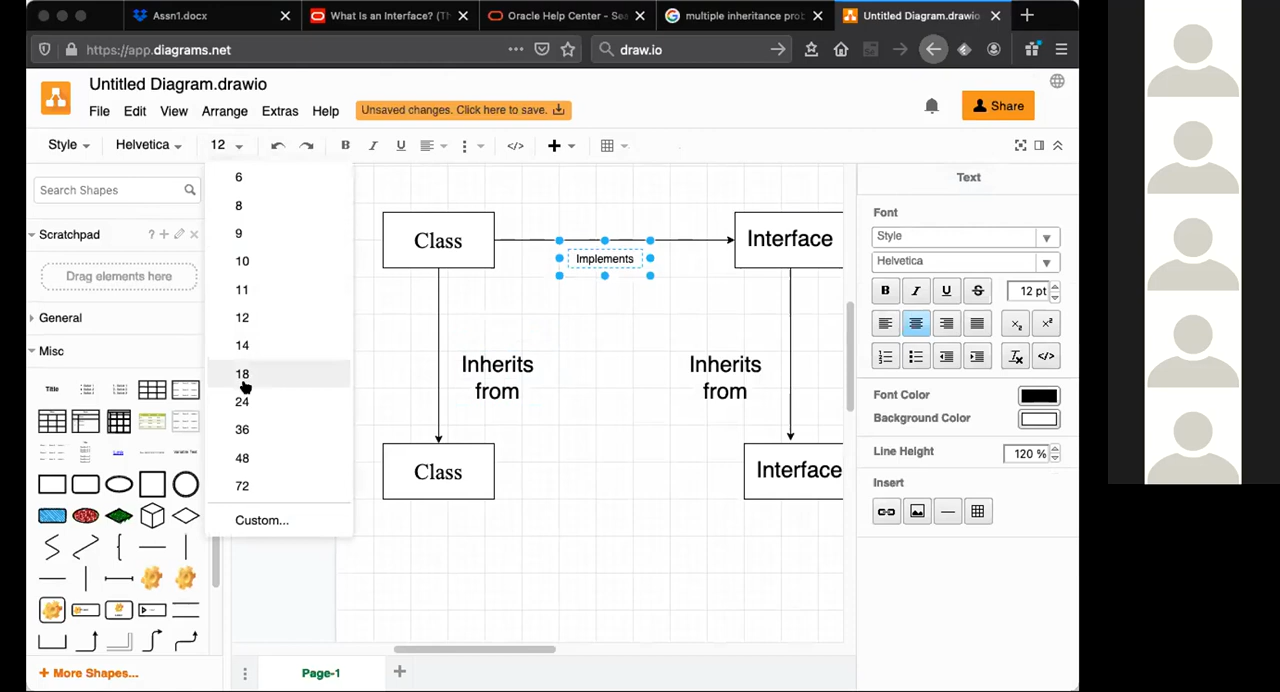 Assn1.docx
What Is an Interface? (Th
Oracle Help Center - Sea
multiple inheritance prob
Untitled Diagram.drawio
https://app.diagrams.net
draw.io
Untitled Diagram.drawio
File Edit View Arrange Extras Help
Unsaved changes. Click here to save.
Share
Style Helvetica 12 B I U </>
Search Shapes
Scratchpad
?
Drag elements here
General
Misc
Title
More Shapes...
6
8
9
10
11
12
14
18
24
36
48
72
Custom...
Class
Implements
Interface
Inherits
from
Inherits
from
Class
Interface
Page-1
Text
Font
Style
Helvetica
B I U S 12 pt
Font Color
Background Color
Line Height 120 %
Insert